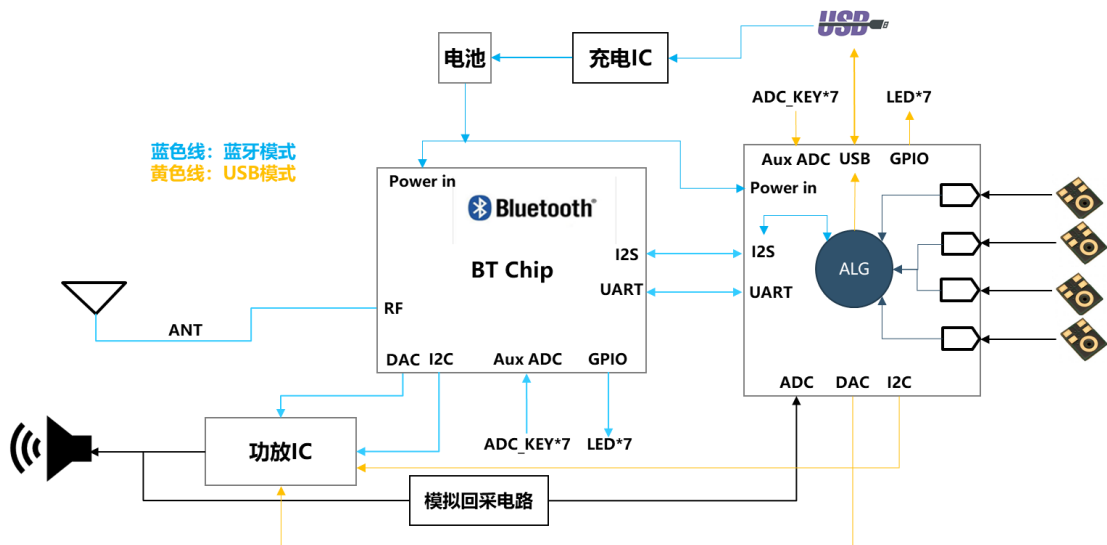 USB
电池
充电IC
ADC_KEY*7
LED*7
蓝色线：蓝牙模式
黄色线：USB模式
Aux ADC
USB
GPIO
Power in
Power in
Bluetooth®
I2S
I2S
BT Chip
ALG
UART
UART
RF
ANT
DAC
I2C
Aux ADC
GPIO
ADC
DAC
I2C
ADC_KEY*7
LED*7
功放IC
模拟回采电路